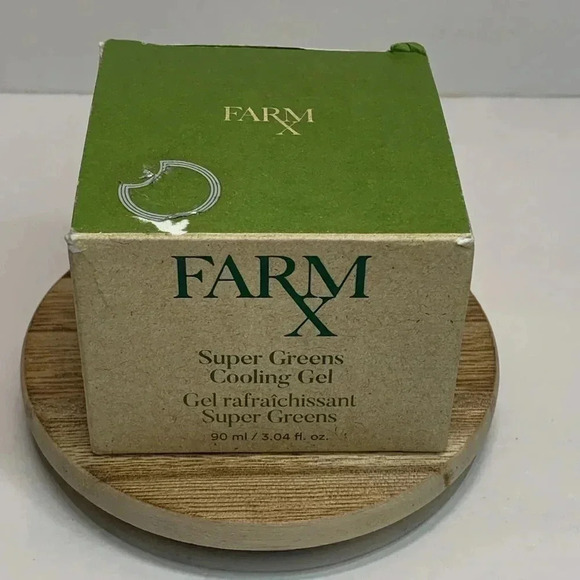 FARM
X
FARM
X
Super Greens
Cooling Gel
Gel rafraîchissant
Super Greens
90 ml / 3.04 fl. oz.